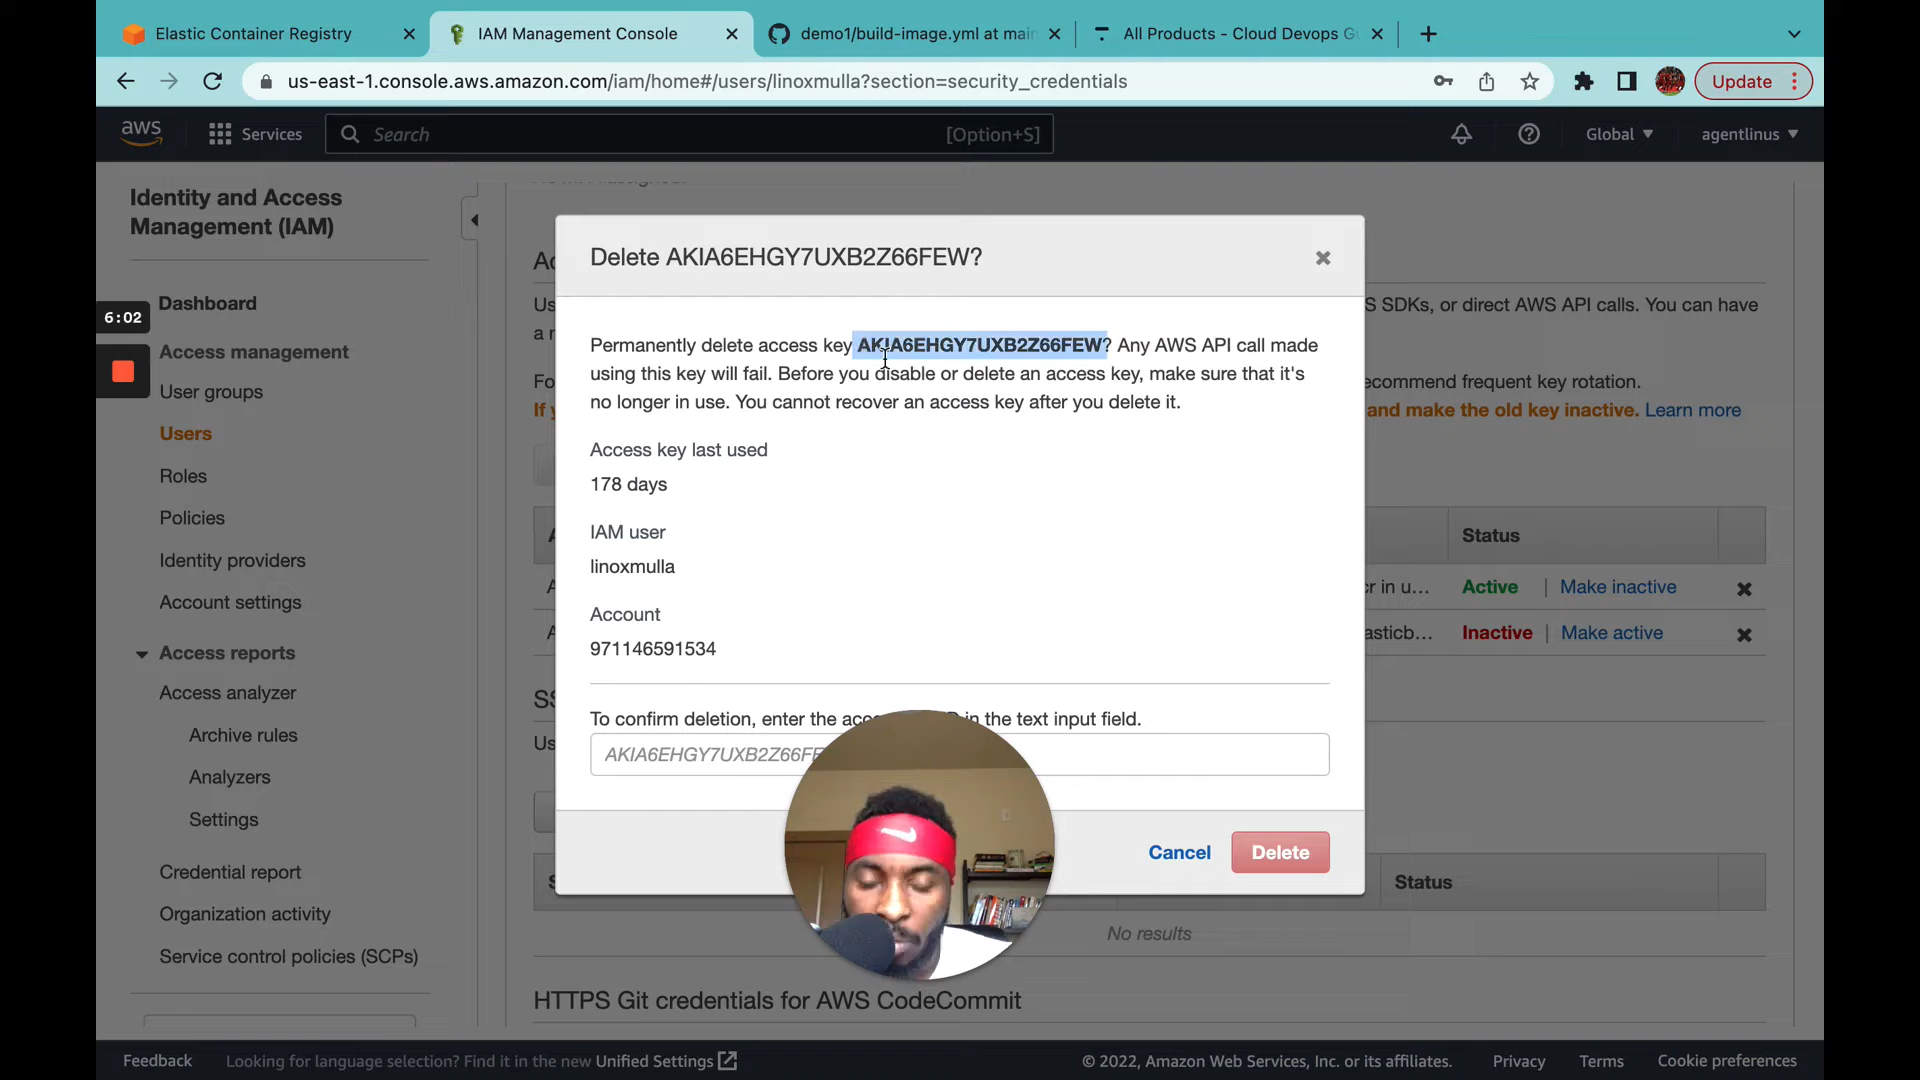 Elastic Container Registry
IAM Management Console
demo1/build-image.yml at main
All Products - Cloud Devops Gu
us-east-1.console.aws.amazon.com/iam/home#/users/linoxmulla?section=security_credentials
Update
aws
Services
Search
[Option+S]
Global
agentlinus
Identity and Access
Management (IAM)
Dashboard
6:02
Access management
User groups
Users
Roles
Policies
Identity providers
Account settings
Access reports
Access analyzer
Archive rules
Analyzers
Settings
Credential report
Organization activity
Service control policies (SCPs)
Delete AKIA6EHGY7UXB2Z66FEW?
Permanently delete access key AKIA6EHGY7UXB2Z66FEW? Any AWS API call made
using this key will fail. Before you disable or delete an access key, make sure that it's
no longer in use. You cannot recover an access key after you delete it.
Access key last used
178 days
IAM user
linoxmulla
Account
971146591534
To confirm deletion, enter the in the text input field.
AKIA6EHGY7UXB2Z66F
Cancel
Delete
S SDKs, or direct AWS API calls. You can have
ecommend frequent key rotation.
If y and make the old key inactive. Learn more
Status
cr in u... Active | Make inactive
asticb... Inactive | Make active
Status
No results
HTTPS Git credentials for AWS CodeCommit
Feedback
Looking for language selection? Find it in the new Unified Settings
© 2022, Amazon Web Services, Inc. or its affiliates.
Privacy
Terms
Cookie preferences